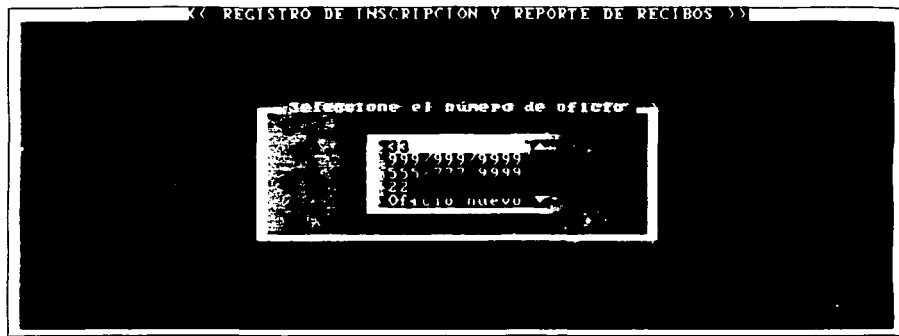 << REGISTRO DE INSCRIPCION Y REPORTE DE RECIBOS >>
Seleccione el número de oficio
33
999/999/9999
555/777/9999
22
Oficio nuevo